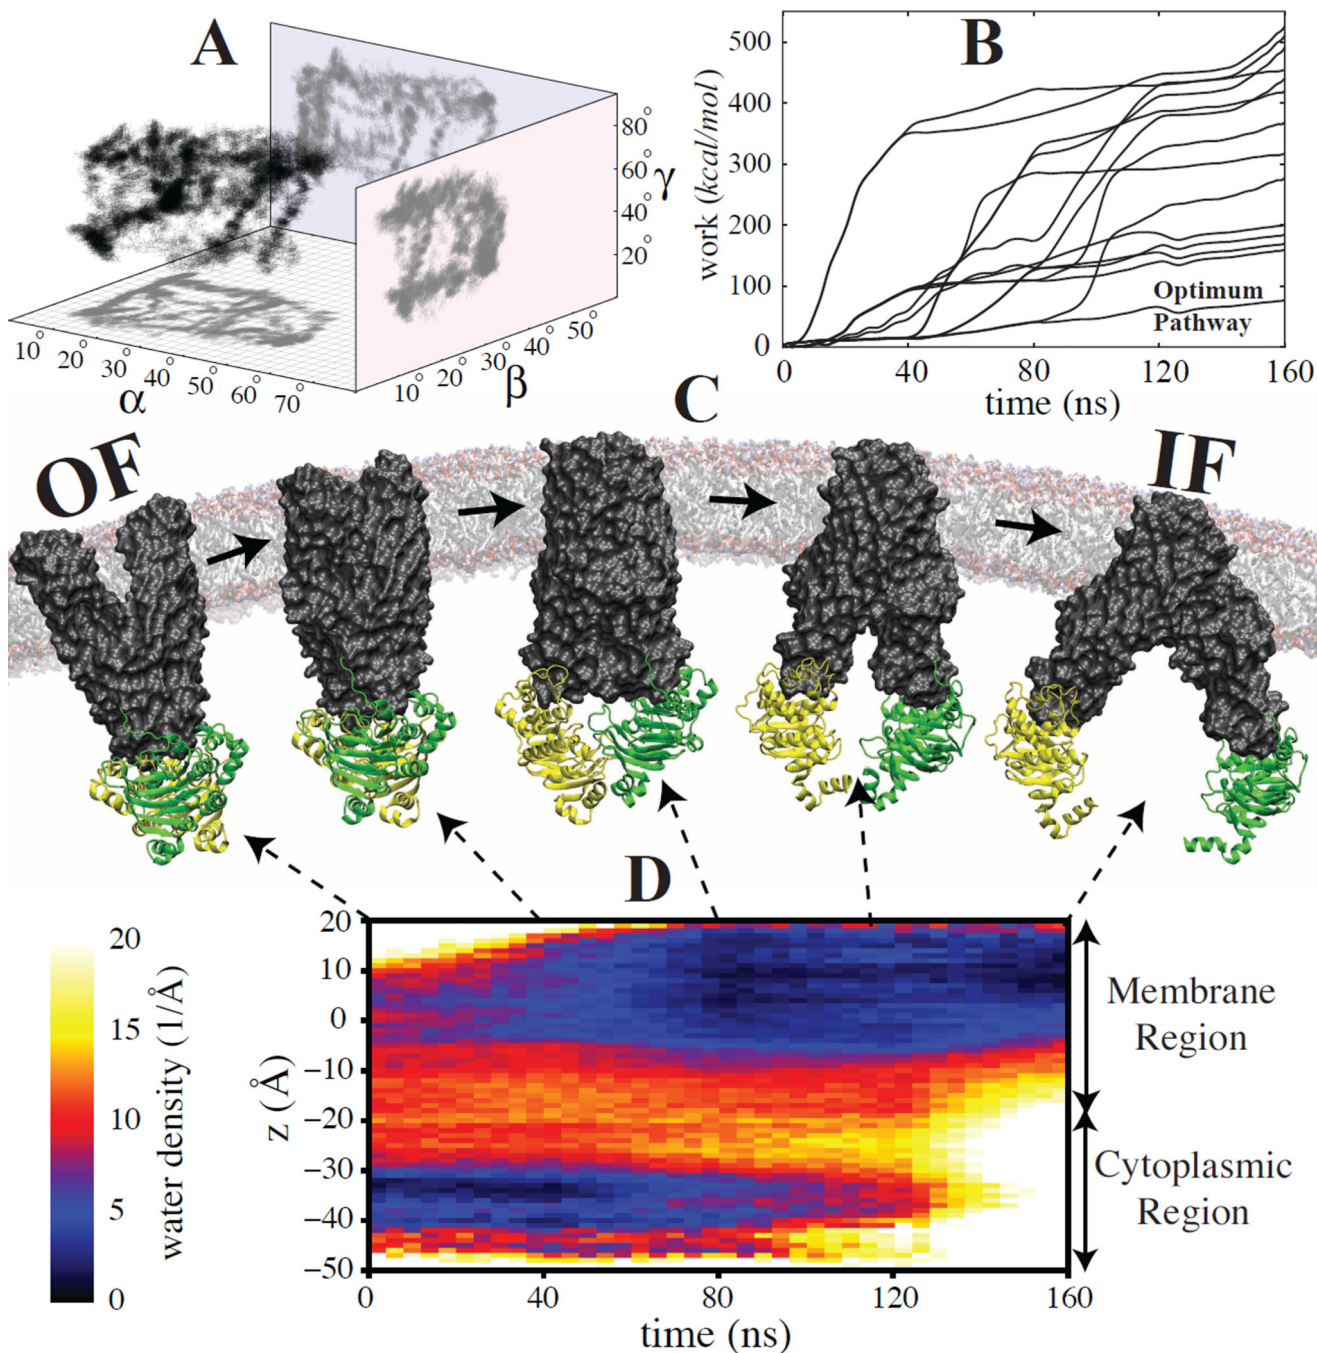 A
80°
60°
40°
20°
γ
10°
20°
30°
40°
50°
60°
70°
α
10°
20°
30°
40°
50°
β
B
500
400
300
200
100
0
work (kcal/mol)
Optimum
Pathway
0
40
80
120
160
time (ns)
C
OF
IF
D
20
15
10
5
0
water density (1/Å)
20
10
0
−10
−20
−30
−40
−50
z (Å)
Membrane
Region
Cytoplasmic
Region
0
40
80
120
160
time (ns)